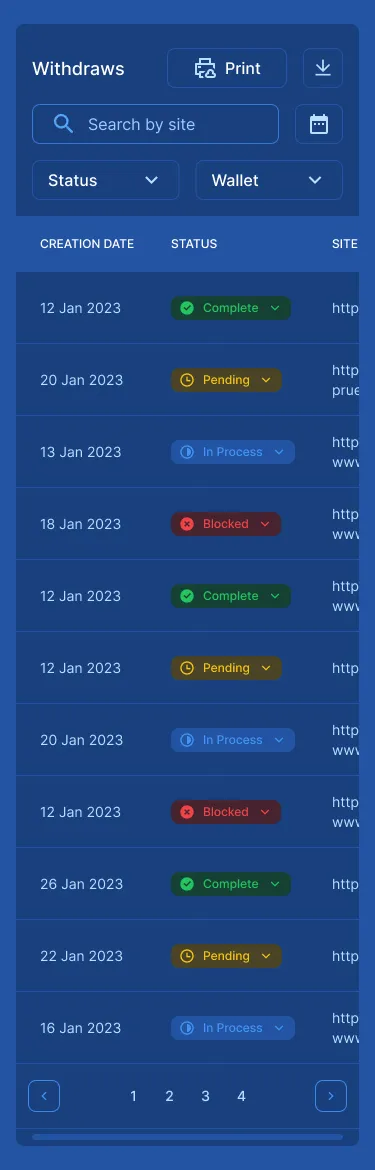 Withdraws
Print
Search by site
Status
Wallet
CREATION DATE STATUS SITE
12 Jan 2023 Complete http
20 Jan 2023 Pending http
prue
13 Jan 2023 In Process http
www
18 Jan 2023 Blocked http
www
12 Jan 2023 Complete http
www
12 Jan 2023 Pending http
20 Jan 2023 In Process http
www
12 Jan 2023 Blocked http
www
26 Jan 2023 Complete http
22 Jan 2023 Pending http
16 Jan 2023 In Process http
www
1 2 3 4